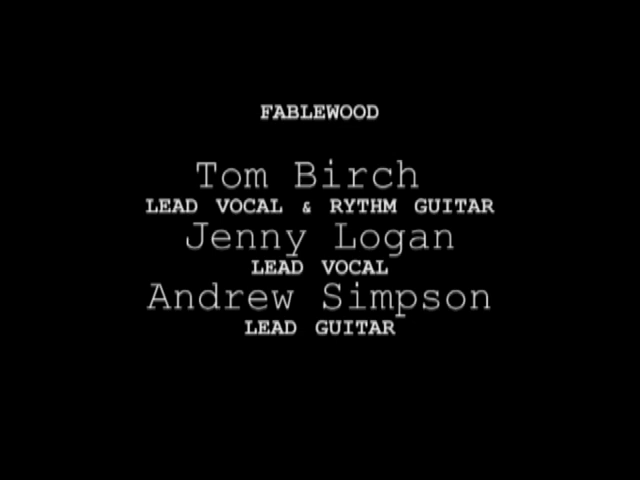 FABLEWOOD
Tom Birch
LEAD VOCAL & RYTHM GUITAR
Jenny Logan
LEAD VOCAL
Andrew Simpson
LEAD GUITAR